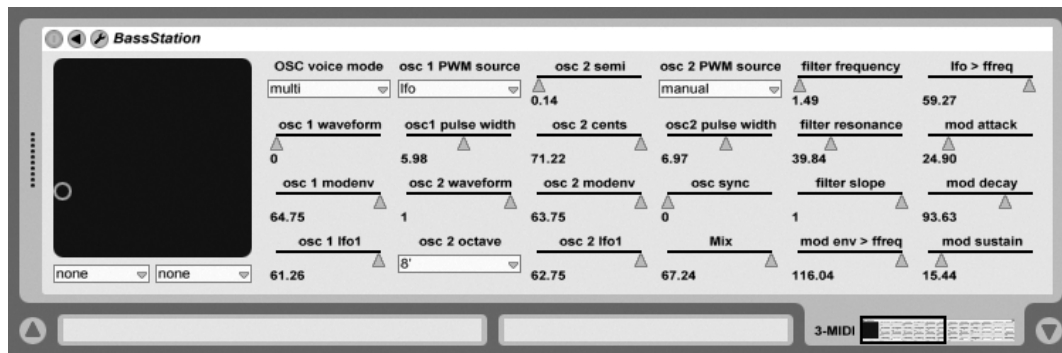 BassStation
OSC voice mode osc 1 PWM source osc 2 semi osc 2 PWM source filter frequency lfo > ffreq
multi lfo 0.14 manual 1.49 59.27
osc 1 waveform osc1 pulse width osc 2 cents osc2 pulse width filter resonance mod attack
0 5.98 71.22 6.97 39.84 24.90
osc 1 modenv osc 2 waveform osc 2 modenv osc sync filter slope mod decay
64.75 1 63.75 0 1 93.63
osc 1 lfo1 osc 2 octave osc 2 lfo1 Mix mod env > ffreq mod sustain
none none 61.26 8' 62.75 67.24 116.04 15.44
3-MIDI